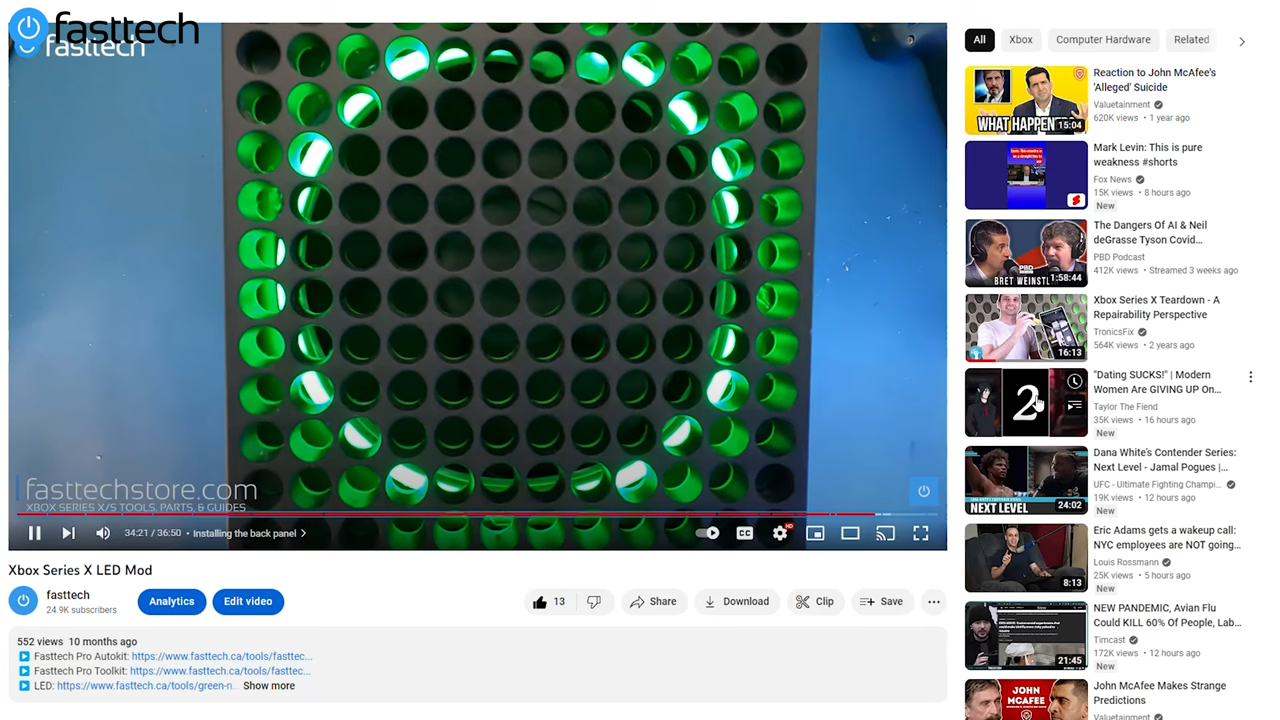 fasttech
fasttech
fasttechstore.com
XBOX SERIES X/S TOOLS, PARTS, & GUIDES
34:21 / 36:50 • Installing the back panel
CC
HD
Xbox Series X LED Mod
fasttech
24.9K subscribers
Analytics
Edit video
13
Share
Download
Clip
Save
552 views 10 months ago
Fasttech Pro Autokit: https://www.fasttech.ca/tools/fasttec...
Fasttech Pro Toolkit: https://www.fasttech.ca/tools/fasttec...
LED: https://www.fasttech.ca/tools/green-n... Show more
All
Xbox
Computer Hardware
Related
WHAT HAPPEN
15:04
Reaction to John McAfee's
'Alleged' Suicide
Valuetainment
620K views • 1 year ago
Mark Levin: This is pure
weakness #shorts
Fox News
15K views • 8 hours ago
New
PBD
BRET WEINST
1:58:44
The Dangers Of AI & Neil
deGrasse Tyson Covid...
PBD Podcast
412K views • Streamed 3 weeks ago
16:13
Xbox Series X Teardown - A
Repairability Perspective
TronicsFix
564K views • 2 years ago
2
"Dating SUCKS!" | Modern
Women Are GIVING UP On...
Taylor The Fiend
35K views • 16 hours ago
New
NEXT LEVEL
24:02
Dana White's Contender Series:
Next Level - Jamal Pogues |...
UFC - Ultimate Fighting Champi...
19K views • 12 hours ago
New
8:13
Eric Adams gets a wakeup call:
NYC employees are NOT going...
Louis Rossmann
25K views • 5 hours ago
New
21:45
NEW PANDEMIC, Avian Flu
Could KILL 60% Of People, Lab...
Timcast
172K views • 12 hours ago
New
JOHN
MCAFEE
John McAfee Makes Strange
Predictions
Valuetainment